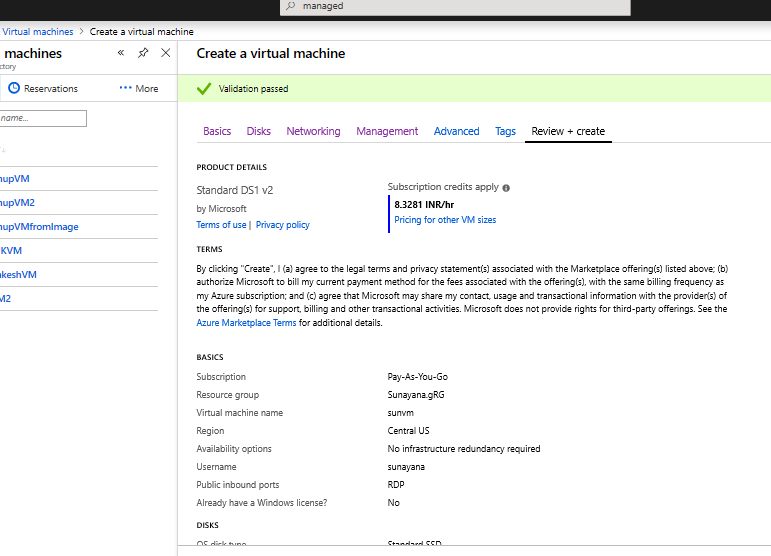 managed
Virtual machines > Create a virtual machine
machines
ctory
Reservations
More
name...
nupVM
nupVM2
nupVMfromImage
KVM
akeshVM
M2
Create a virtual machine
Validation passed
Basics Disks Networking Management Advanced Tags Review + create
PRODUCT DETAILS
Standard DS1 v2
by Microsoft
Terms of use | Privacy policy
Subscription credits apply
8.3281 INR/hr
Pricing for other VM sizes
TERMS
By clicking "Create", I (a) agree to the legal terms and privacy statement(s) associated with the Marketplace offering(s) listed above; (b)
authorize Microsoft to bill my current payment method for the fees associated with the offering(s), with the same billing frequency as
my Azure subscription; and (c) agree that Microsoft may share my contact, usage and transactional information with the provider(s) of
the offering(s) for support, billing and other transactional activities. Microsoft does not provide rights for third-party offerings. See the
Azure Marketplace Terms for additional details.
BASICS
Subscription Pay-As-You-Go
Resource group Sunayana.gRG
Virtual machine name sunvm
Region Central US
Availability options No infrastructure redundancy required
Username sunayana
Public inbound ports RDP
Already have a Windows license? No
DISKS
OS disk type Standard SSD